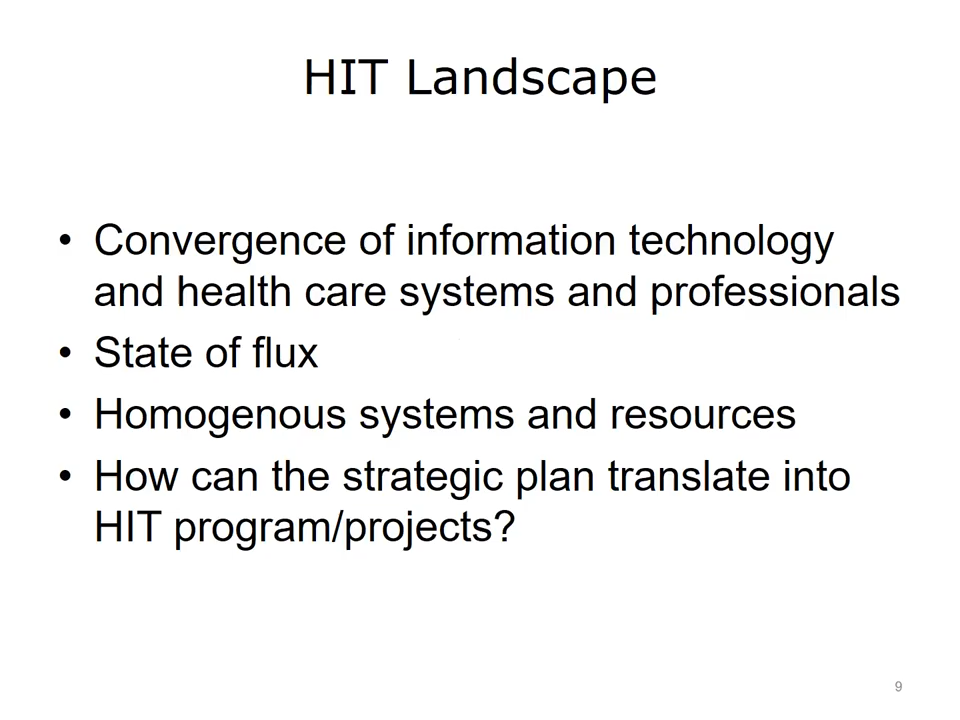 HIT Landscape
• Convergence of information technology
and health care systems and professionals
• State of flux
• Homogenous systems and resources
• How can the strategic plan translate into
HIT program/projects?
9